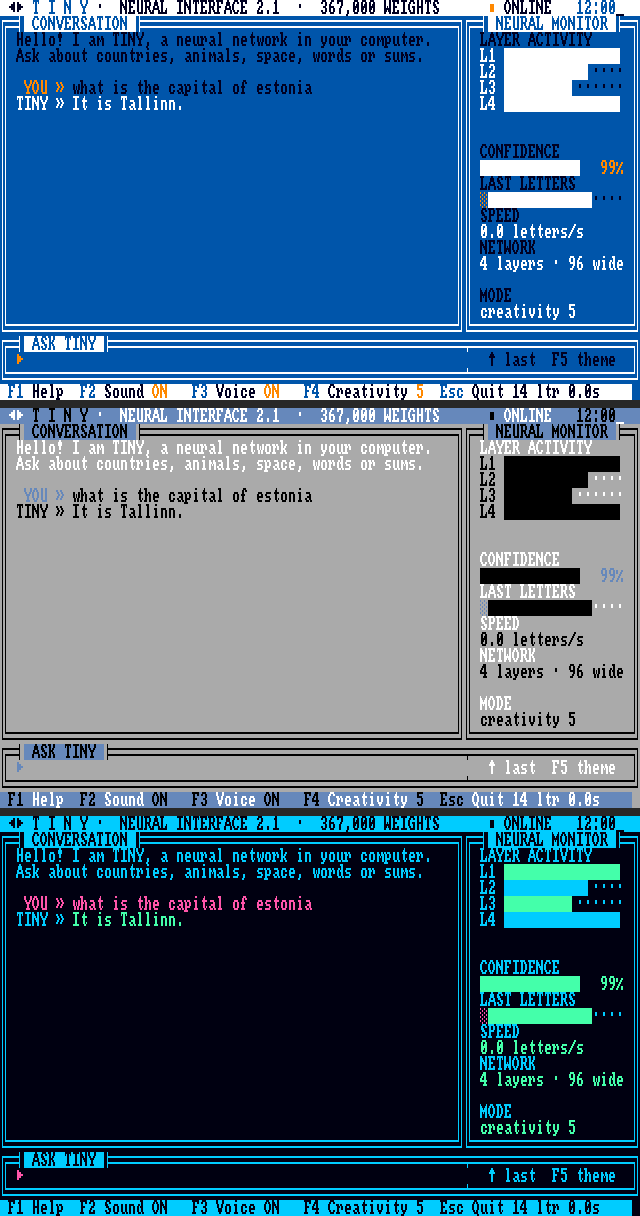 T I N Y · NEURAL INTERFACE 2.1 · 367,000 WEIGHTS ONLINE 12:00_
CONVERSATION
Hello! I am TINY, a neural network in your computer.
Ask about countries, animals, space, words or sums.
YOU » what is the capital of estonia
TINY » It is Tallinn.
NEURAL MONITOR
LAYER ACTIVITY
L1
L2 ····
L3 ······
L4
CONFIDENCE
99%
LAST LETTERS
····
SPEED
0.0 letters/s
NETWORK
4 layers · 96 wide
MODE
creativity 5
ASK TINY
↑ last F5 theme
F1 Help F2 Sound ON F3 Voice ON F4 Creativity 5 Esc Quit 14 ltr 0.0s
T I N Y · NEURAL INTERFACE 2.1 · 367,000 WEIGHTS ONLINE 12:00_
CONVERSATION
Hello! I am TINY, a neural network in your computer.
Ask about countries, animals, space, words or sums.
YOU » what is the capital of estonia
TINY » It is Tallinn.
NEURAL MONITOR
LAYER ACTIVITY
L1
L2 ····
L3 ······
L4
CONFIDENCE
99%
LAST LETTERS
····
SPEED
0.0 letters/s
NETWORK
4 layers · 96 wide
MODE
creativity 5
ASK TINY
↑ last F5 theme
F1 Help F2 Sound ON F3 Voice ON F4 Creativity 5 Esc Quit 14 ltr 0.0s
T I N Y · NEURAL INTERFACE 2.1 · 367,000 WEIGHTS ONLINE 12:00_
CONVERSATION
Hello! I am TINY, a neural network in your computer.
Ask about countries, animals, space, words or sums.
YOU » what is the capital of estonia
TINY » It is Tallinn.
NEURAL MONITOR
LAYER ACTIVITY
L1
L2 ····
L3 ······
L4
CONFIDENCE
99%
LAST LETTERS
····
SPEED
0.0 letters/s
NETWORK
4 layers · 96 wide
MODE
creativity 5
ASK TINY
↑ last F5 theme
F1 Help F2 Sound ON F3 Voice ON F4 Creativity 5 Esc Quit 14 ltr 0.0s